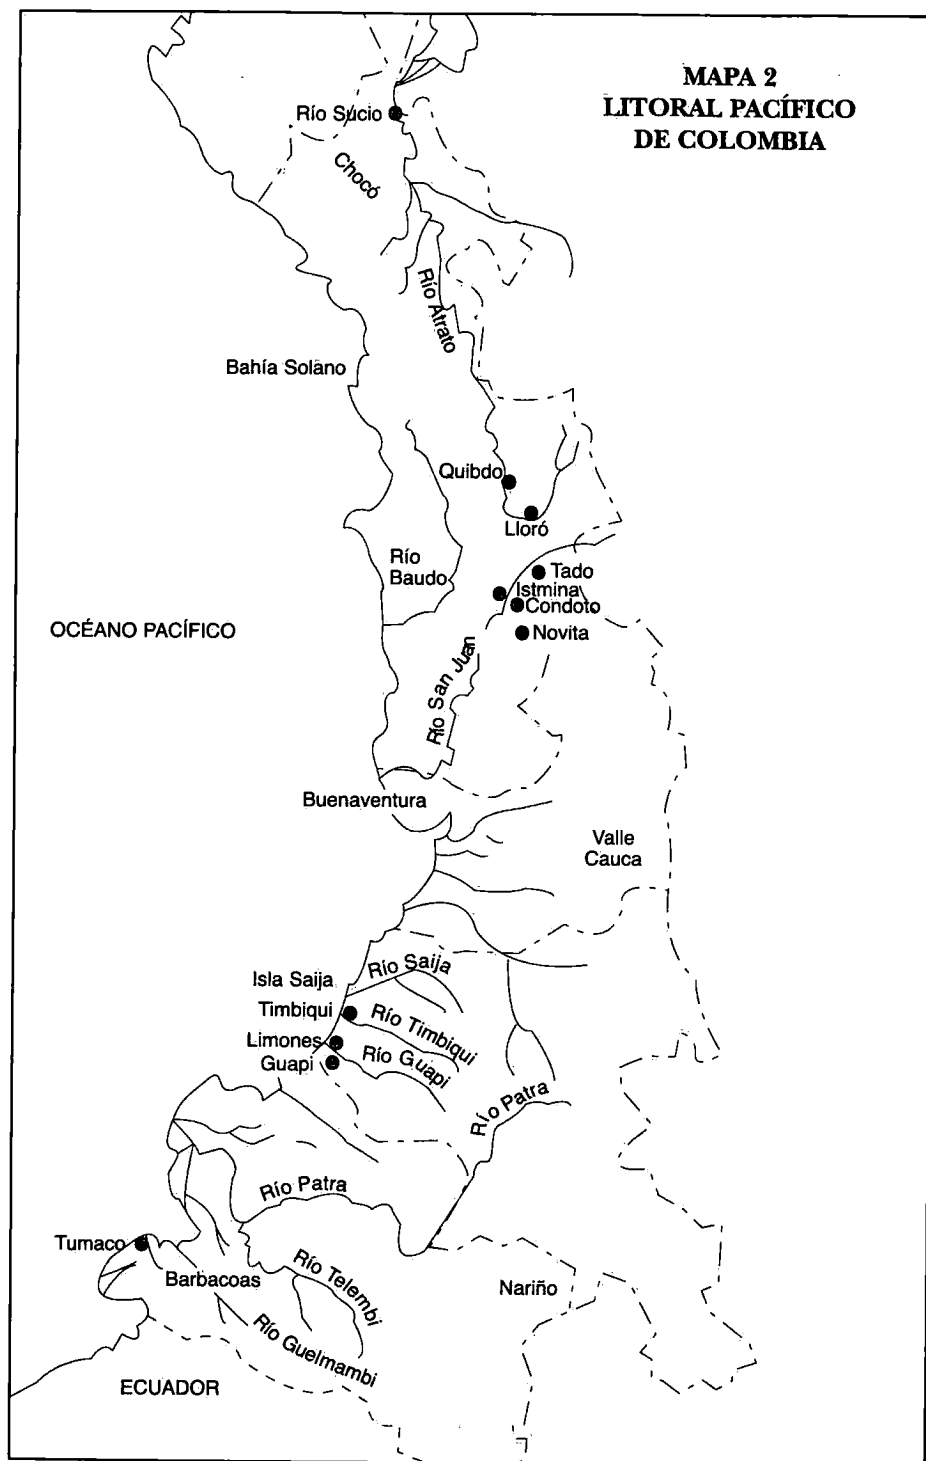 MAPA 2
LITORAL PACÍFICO
DE COLOMBIA
Río Sucio
Chocó
Río Atrato
Bahía Solano
Quibdo
Lloró
Río
Baudo
Tado
Istmina
Condoto
Novita
OCÉANO PACÍFICO
Río San Juan
Buenaventura
Valle
Cauca
Río Saija
Isla Saija
Timbiqui
Río Timbiqui
Limones
Guapi
Río Guapi
Río Patra
Río Patra
Tumaco
Barbacoas
Río Telembi
Nariño
Río Guelmambi
ECUADOR